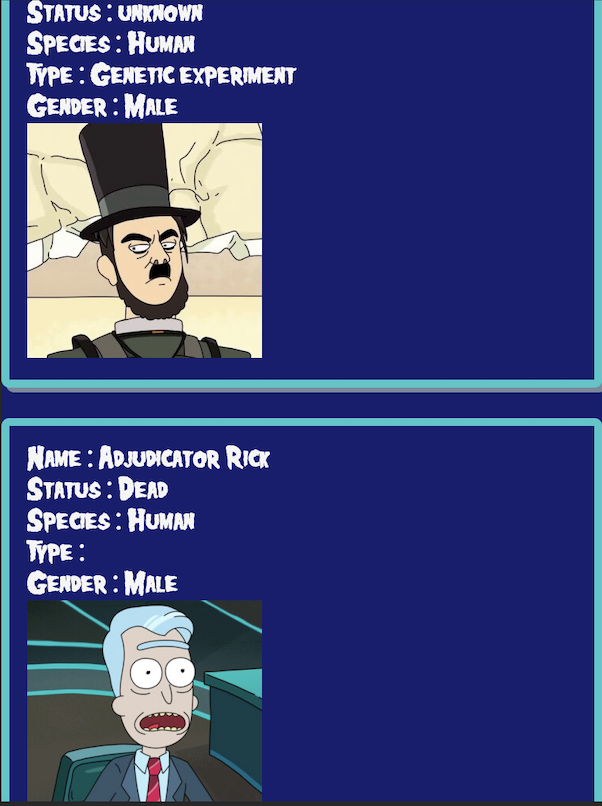 Status : unknown
Species : Human
Type : Genetic experiment
Gender : Male
Name : Adjudicator Rick
Status : Dead
Species : Human
Type :
Gender : Male